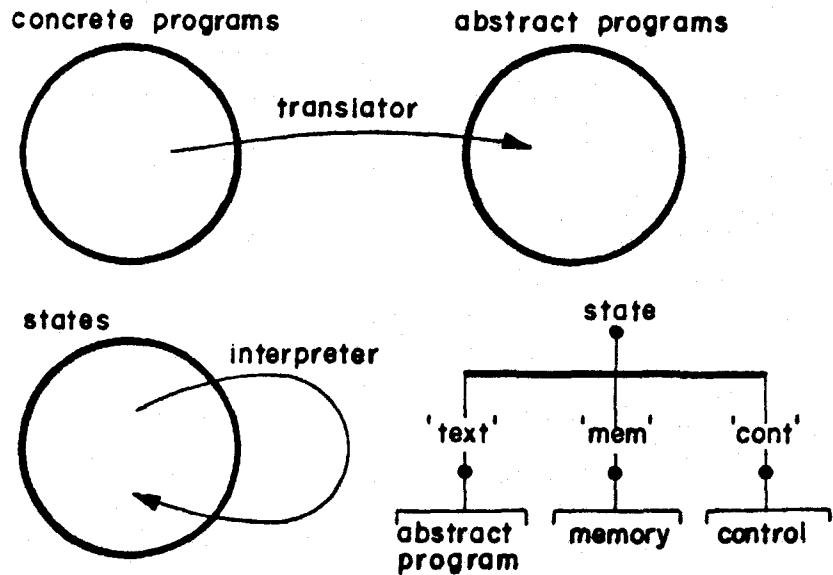 concrete programs
abstract programs
translator
states
interpreter
state
'text' 'mem' 'cont'
abstract program
memory
control